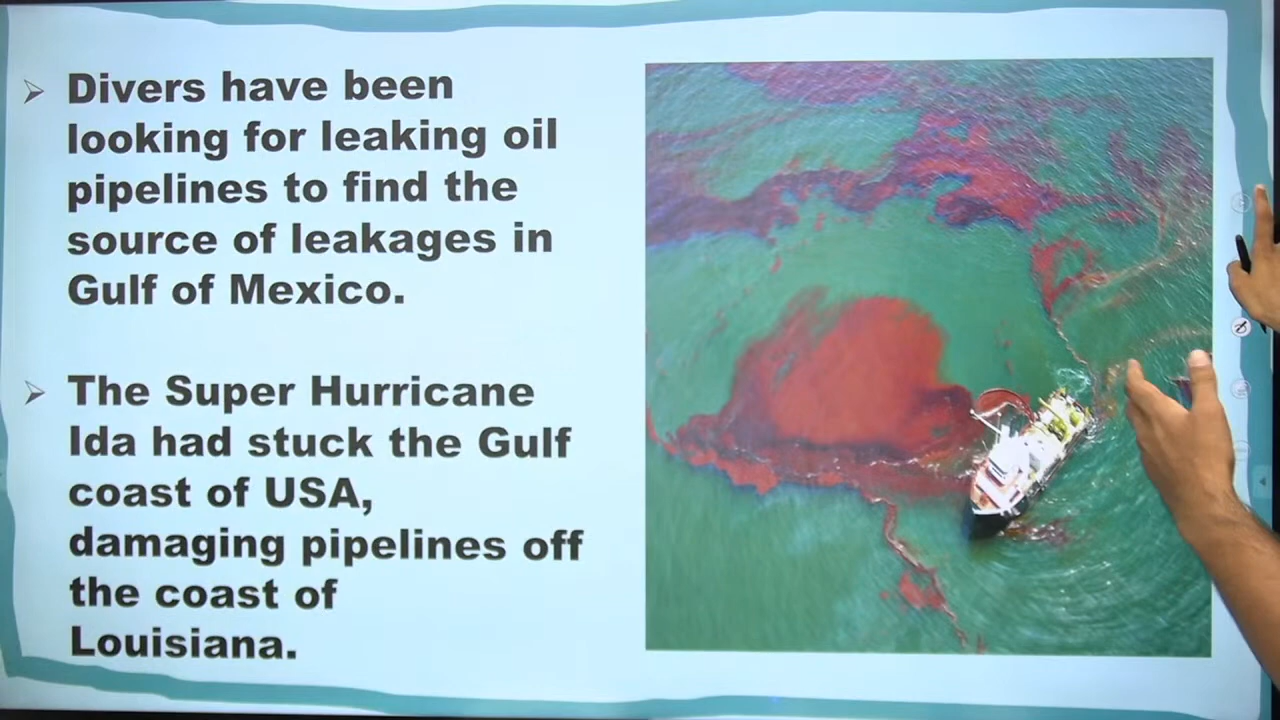 Divers have been
looking for leaking oil
pipelines to find the
source of leakages in
Gulf of Mexico.
The Super Hurricane
Ida had stuck the Gulf
coast of USA,
damaging pipelines off
the coast of
Louisiana.